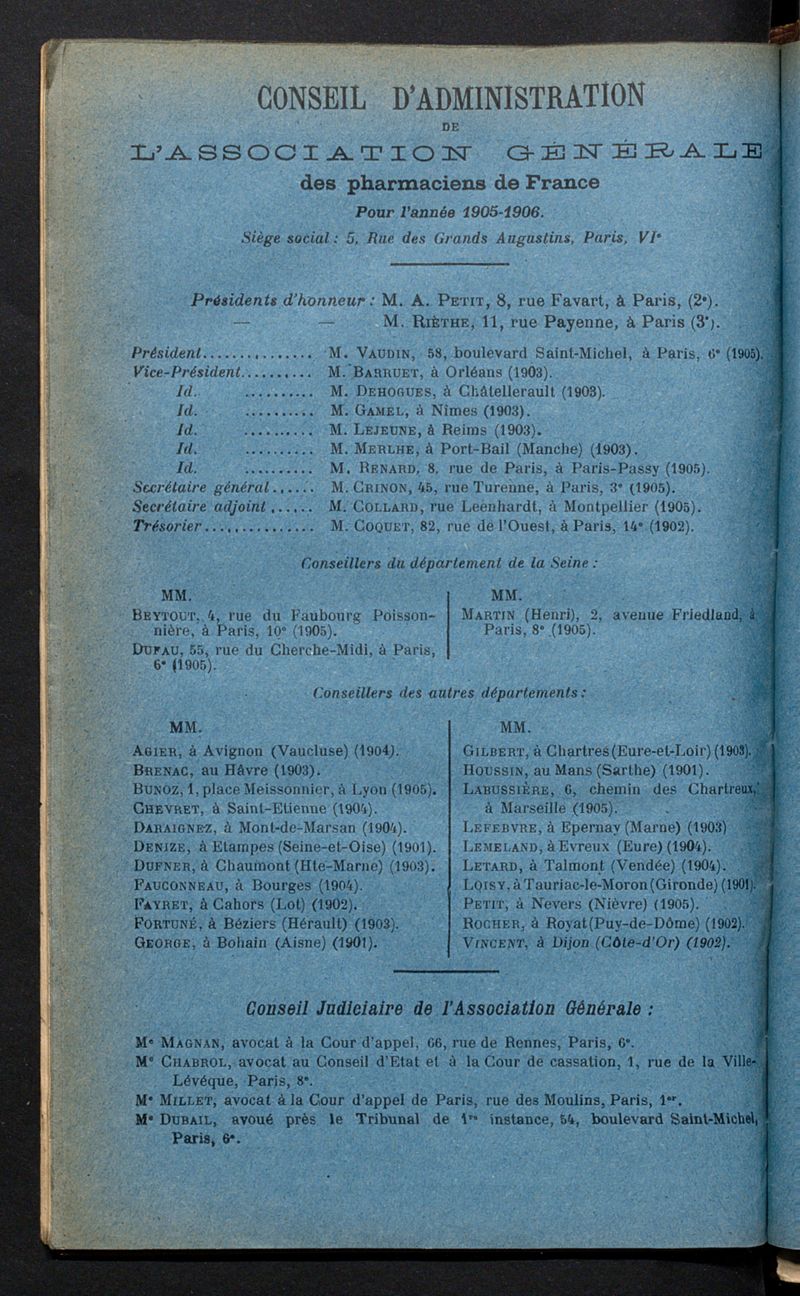 CONSEIL D'ADMINISTRATION
DE
L'ASSOCIATION GÉNÉRALE
des pharmaciens de France
Pour l'année 1905-1906.
Siège social : 5, Rue des Grands Augustins, Paris, VIe
Présidents d'honneur : M. A. PETIT, 8, rue Favart, à Paris, (2e).
— — M. RIÈTHE, 11, rue Payenne, à Paris (3e).
Président............... M. VAUDIN, 58, boulevard Saint-Michel, à Paris, 6e (1905).
Vice-Président.......... M. BARRUET, à Orléans (1903).
Id. .......... M. DEHOGUES, à Châtellerault (1903).
Id. .......... M. GAMEL, à Nîmes (1903).
Id. .......... M. LEJEUNE, à Reims (1903).
Id. .......... M. MERLHE, à Port-Bail (Manche) (1903).
Id. .......... M. RENARD, 8, rue de Paris, à Paris-Passy (1905).
Secrétaire général...... M. CRINON, 45, rue Turenne, à Paris, 3e (1905).
Secrétaire adjoint...... M. COLLARD, rue Leenhardt, à Montpellier (1905).
Trésorier............... M. COQUET, 82, rue de l'Ouest, à Paris, 14e (1902).
Conseillers du département de la Seine :
MM.
BEYTOUT, 4, rue du Faubourg Poisson-
nière, à Paris, 10e (1905).
DUFAU, 55, rue du Cherche-Midi, à Paris,
6e (1905).
MM.
MARTIN (Henri), 2, avenue Friedland, à
Paris, 8e (1905).
Conseillers des autres départements :
MM.
AGIER, à Avignon (Vaucluse) (1904).
BRENAC, au Hâvre (1903).
BUNOZ, 1, place Meissonnier, à Lyon (1905).
CHEVRET, à Saint-Etienne (1904).
DARAIGNEZ, à Mont-de-Marsan (1904).
DENIZE, à Etampes (Seine-et-Oise) (1901).
DUFNER, à Chaumont (Hte-Marne) (1903).
FAUCONNEAU, à Bourges (1904).
FAYRET, à Cahors (Lot) (1902).
FORTUNÉ, à Béziers (Hérault) (1903).
GEORGE, à Bohain (Aisne) (1901).
MM.
GILBERT, à Chartres (Eure-et-Loir) (1903).
HOUSSIN, au Mans (Sarthe) (1901).
LABUSSIÈRE, 6, chemin des Chartreux,
à Marseille (1905).
LEFEBVRE, à Epernay (Marne) (1903)
LEMELAND, à Evreux (Eure) (1904).
LETARD, à Talmont (Vendée) (1904).
LOISY, à Tauriac-le-Moron (Gironde) (1901).
PETIT, à Nevers (Nièvre) (1905).
ROCHER, à Royat (Puy-de-Dôme) (1902).
VINCENT, à Dijon (Côte-d'Or) (1902).
Conseil Judiciaire de l'Association Générale :
Me MAGNAN, avocat à la Cour d'appel, 66, rue de Rennes, Paris, 6e.
Me CHABROL, avocat au Conseil d'Etat et à la Cour de cassation, 1, rue de la Ville-
Lévéque, Paris, 8e.
Me MILLET, avocat à la Cour d'appel de Paris, rue des Moulins, Paris, 1er.
Me DUBAIL, avoué près le Tribunal de 1re instance, 54, boulevard Saint-Michel,
Paris, 6e.